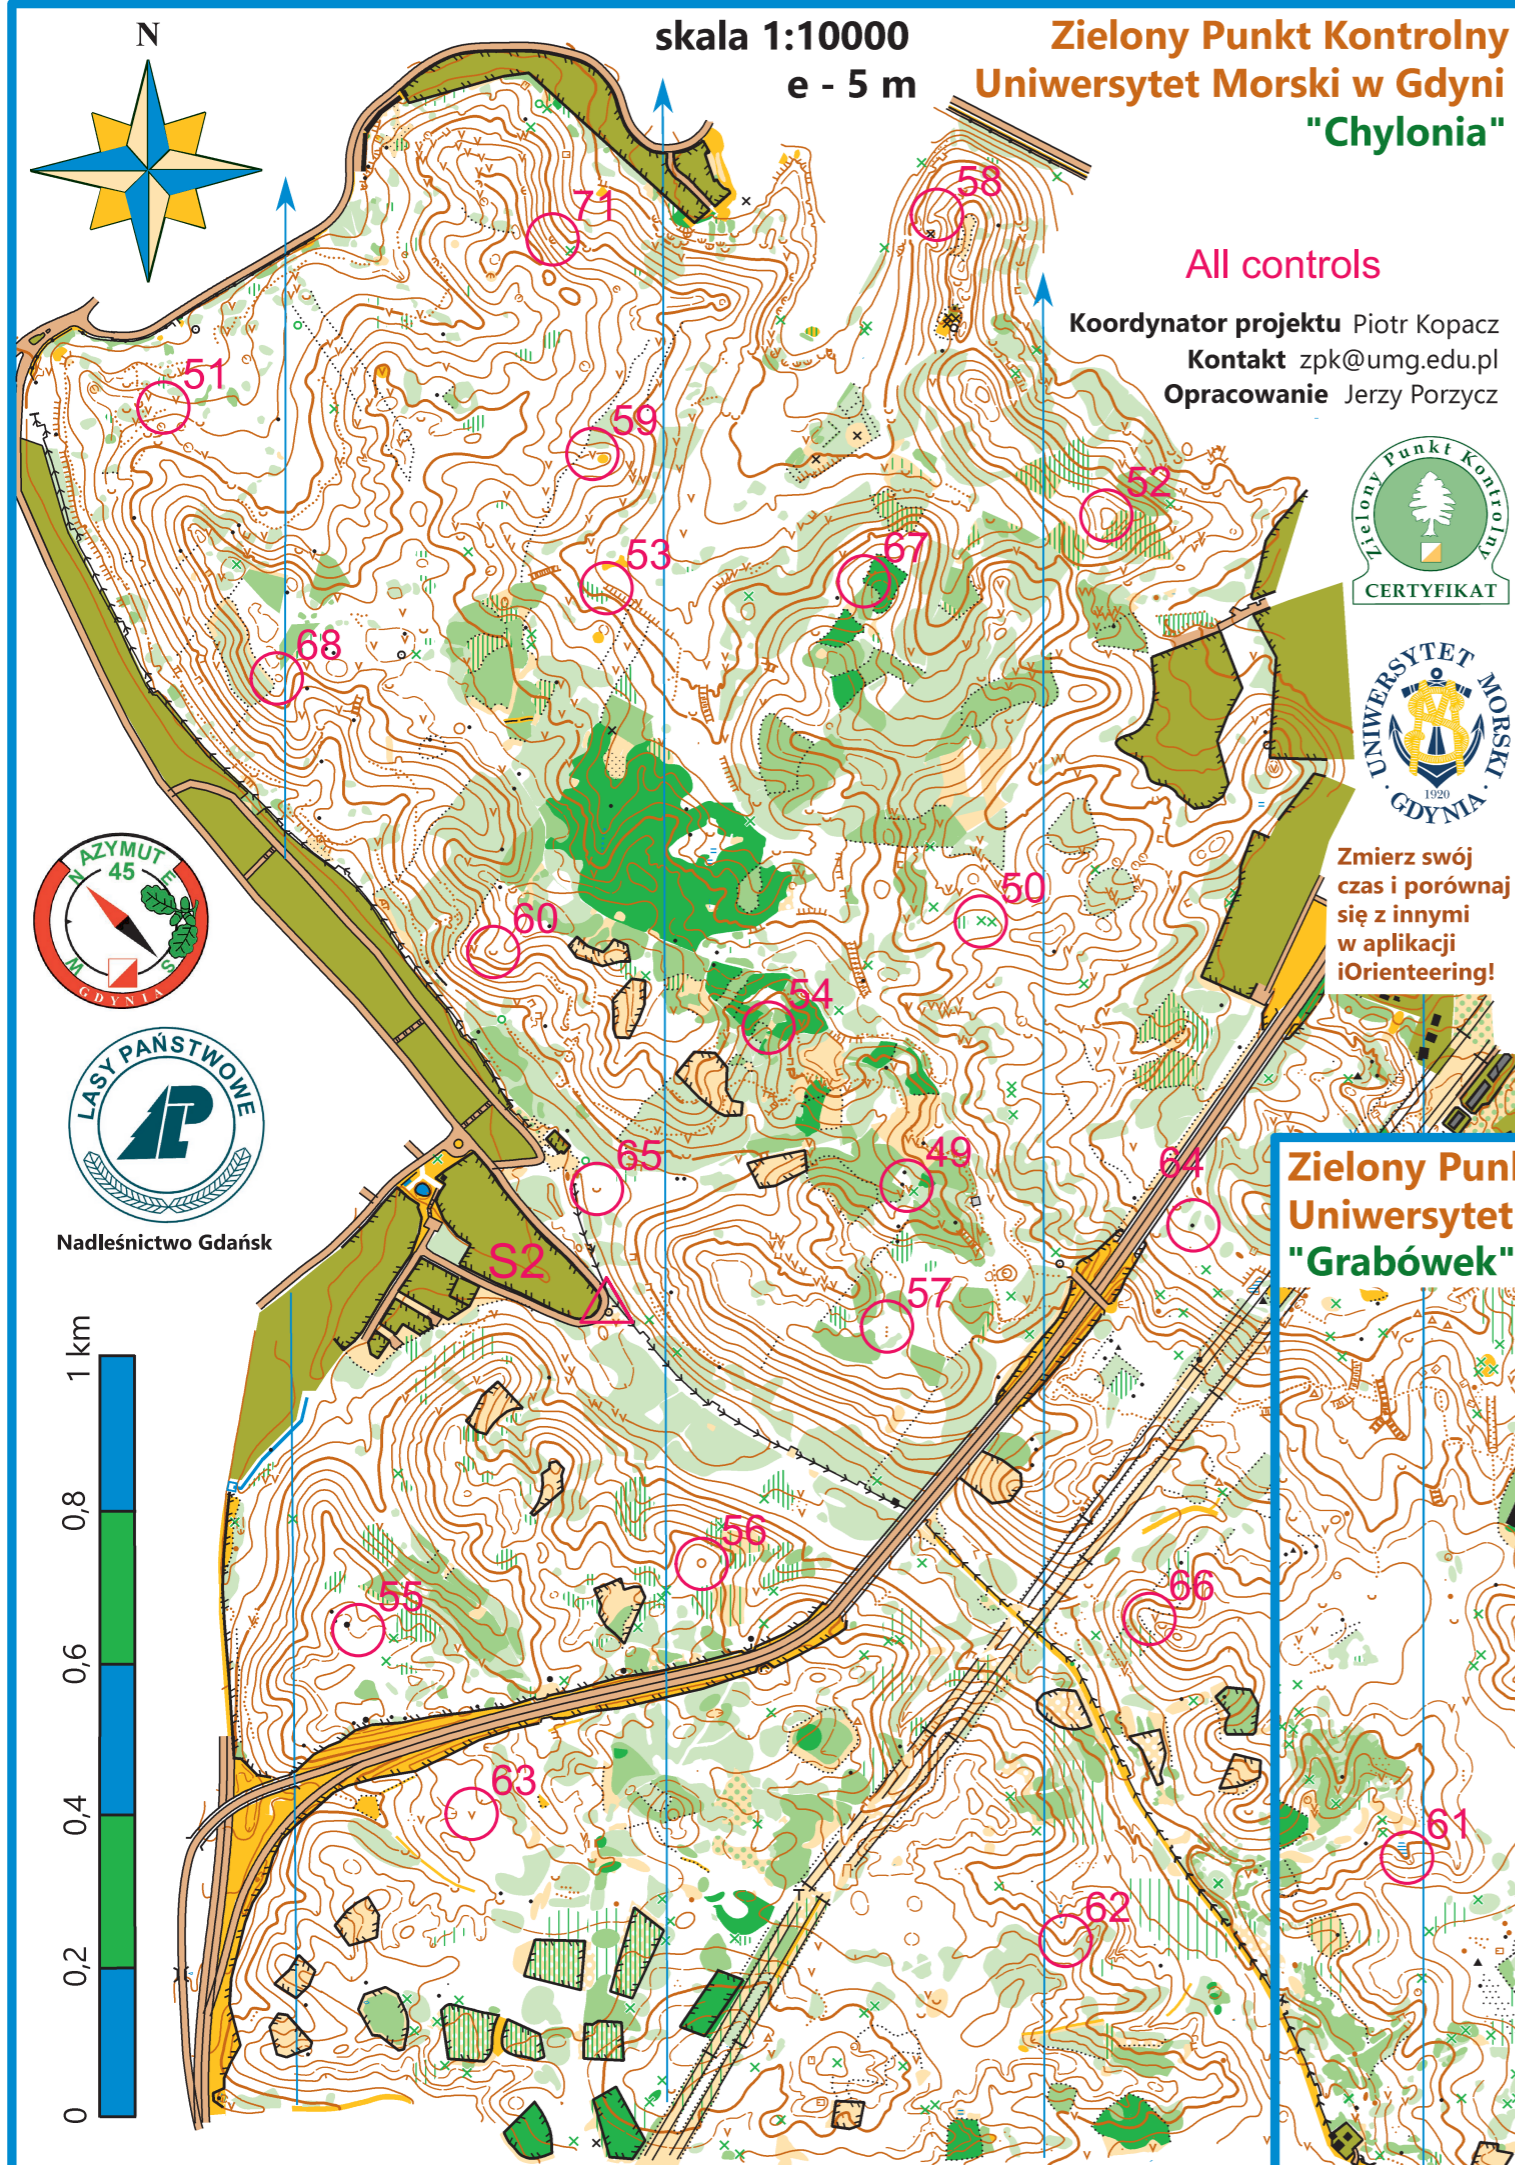 N
skala 1:10000
e - 5 m
Zielony Punkt Kontrolny
Uniwersytet Morski w Gdyni
"Chylonia"
All controls
Koordynator projektu Piotr Kopacz
Kontakt zpk@umg.edu.pl
Opracowanie Jerzy Porzycz
Zielony Punkt Kontrolny
CERTYFIKAT
UNIWERSYTET MORSKI
1920
· GDYNIA ·
Zmierz swój
czas i porównaj
się z innymi
w aplikacji
iOrienteering!
AZYMUT
45
N E
W S
GDYNIA
LASY PAŃSTWOWE
LP
Nadleśnictwo Gdańsk
Zielony Pun
Uniwersytet
"Grabówek"
71
58
51
59
52
53
67
68
50
60
54
65
49
64
S2
57
56
55
66
63
61
62
1 km
0,8
0,6
0,4
0,2
0